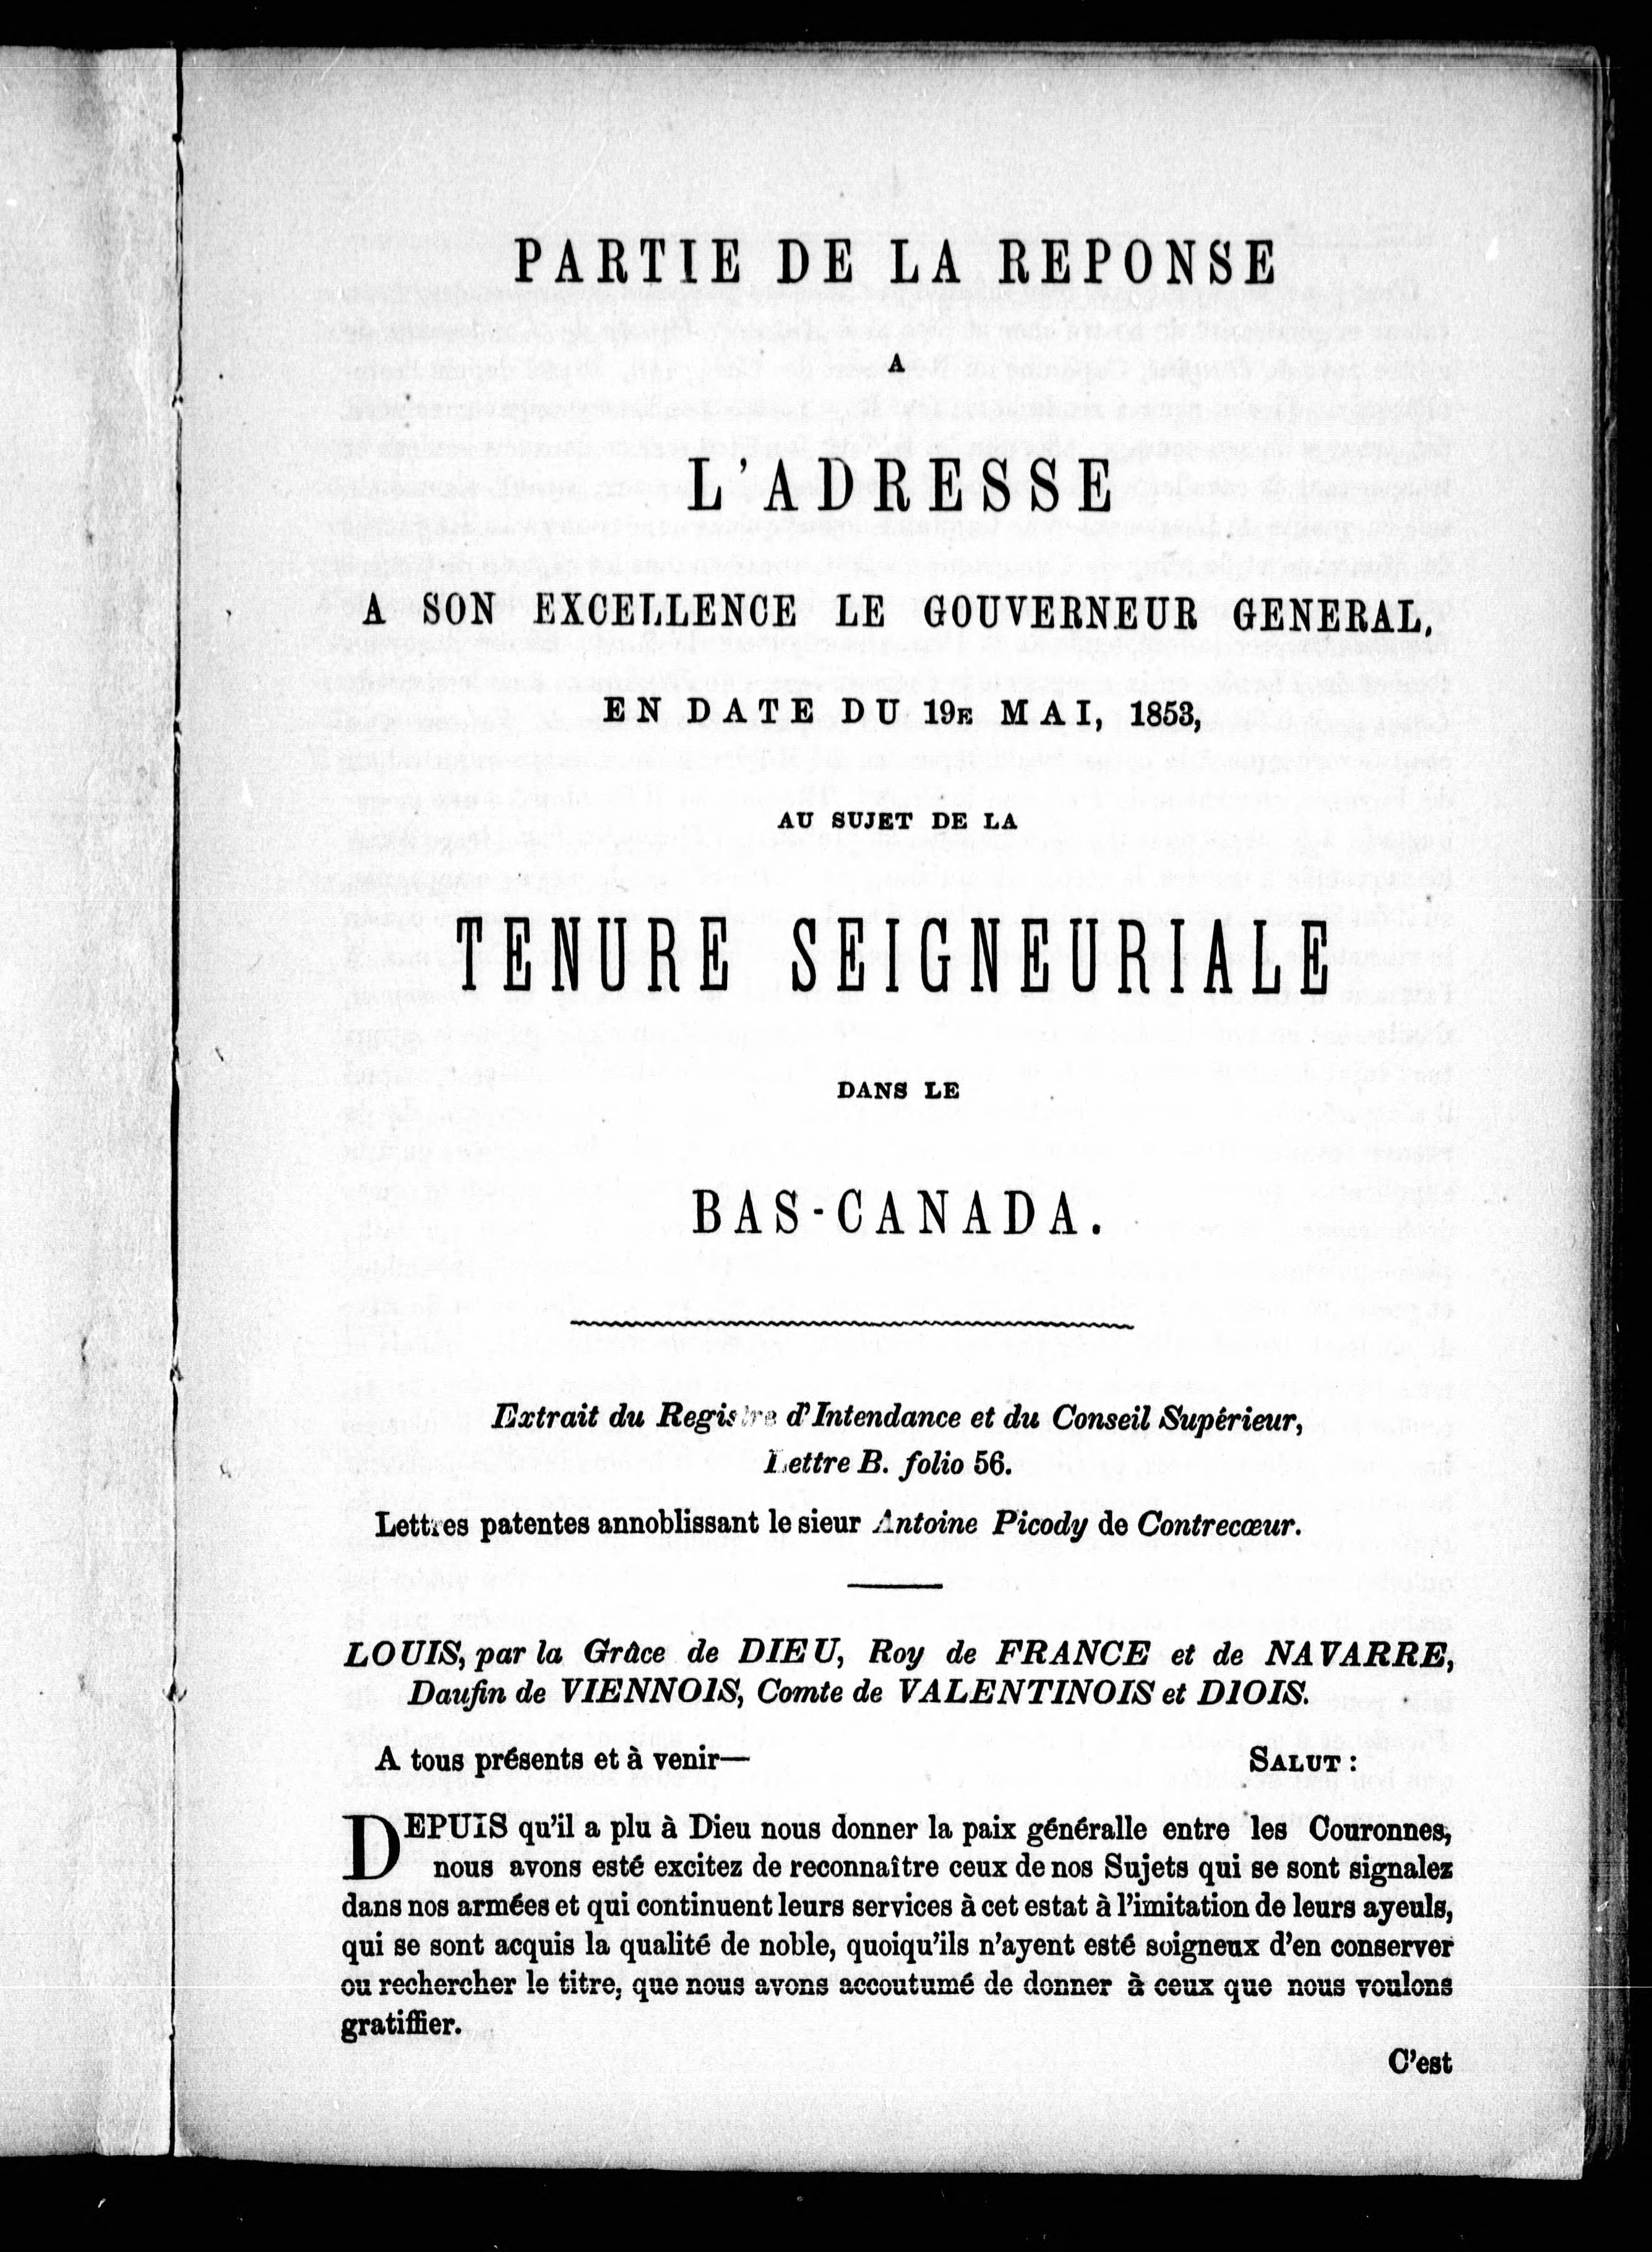 PARTIE DE LA REPONSE
A
L'ADRESSE
A SON EXCELLENCE LE GOUVERNEUR GENERAL,
EN DATE DU 19E MAI, 1853,
AU SUJET DE LA
TENURE SEIGNEURIALE
DANS LE
BAS-CANADA.
Extrait du Registre d'Intendance et du Conseil Supérieur,
Lettre B. folio 56.
Lettres patentes annoblissant le sieur Antoine Picody de Contrecœur.
LOUIS, par la Grâce de DIEU, Roy de FRANCE et de NAVARRE,
Daufin de VIENNOIS, Comte de VALENTINOIS et DIOIS.
A tous présents et à venir— SALUT :
DEPUIS qu'il a plu à Dieu nous donner la paix généralle entre les Couronnes,
nous avons esté excitez de reconnaître ceux de nos Sujets qui se sont signalez
dans nos armées et qui continuent leurs services à cet estat à l'imitation de leurs ayeuls,
qui se sont acquis la qualité de noble, quoiqu'ils n'ayent esté soigneux d'en conserver
ou rechercher le titre, que nous avons accoutumé de donner à ceux que nous voulons
gratiffier.
C'est